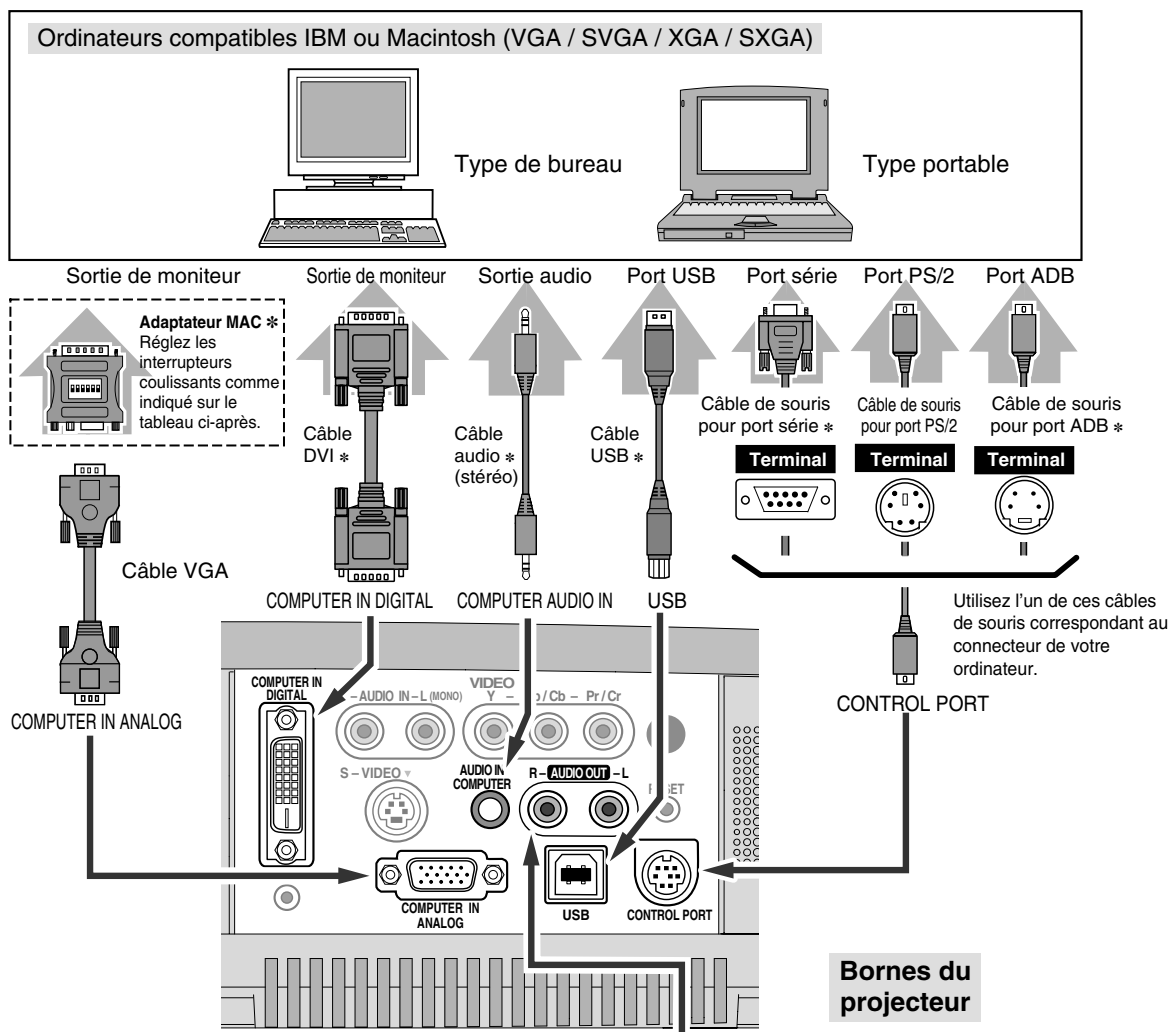 Ordinateurs compatibles IBM ou Macintosh (VGA / SVGA / XGA / SXGA)
Type de bureau
Type portable
Sortie de moniteur
Sortie de moniteur
Sortie audio
Port USB
Port série
Port PS/2
Port ADB
Adaptateur MAC ✻
Réglez les
interrupteurs
coulissants comme
indiqué sur le
tableau ci-après.
Câble
DVI ✻
Câble
audio ✻
(stéréo)
Câble
USB ✻
Câble de souris
pour port série ✻
Câble de souris
pour port PS/2
Câble de souris
pour port ADB ✻
Terminal
Terminal
Terminal
Câble VGA
COMPUTER IN DIGITAL
COMPUTER AUDIO IN
USB
Utilisez l'un de ces câbles
de souris correspondant au
connecteur de votre
ordinateur.
COMPUTER IN ANALOG
CONTROL PORT
COMPUTER IN
DIGITAL
– AUDIO IN – L (MONO)
VIDEO
Y – b / Cb – Pr / Cr
S – VIDEO ▼
AUDIO IN
COMPUTER
R – AUDIO OUT – L
COMPUTER IN
ANALOG
USB
CONTROL PORT
Bornes du
projecteur